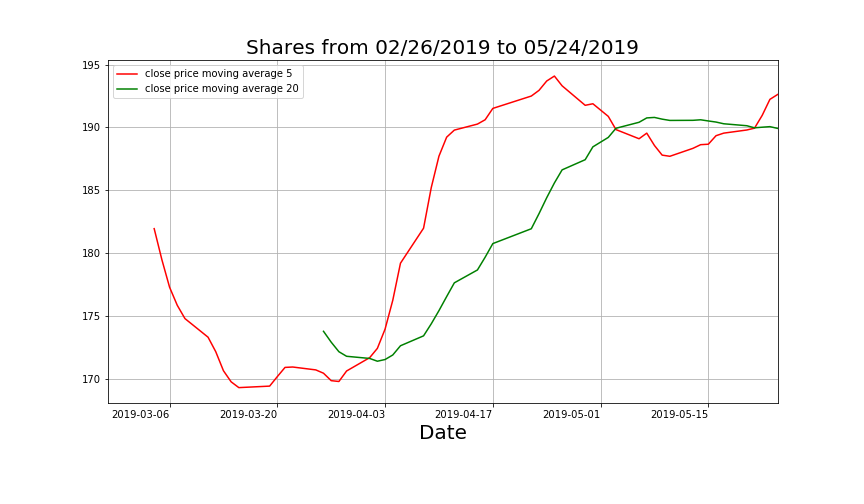 Shares from 02/26/2019 to 05/24/2019
195
190
185
180
175
170
close price moving average 5
close price moving average 20
2019-03-06 2019-03-20 2019-04-03 2019-04-17 2019-05-01 2019-05-15
Date